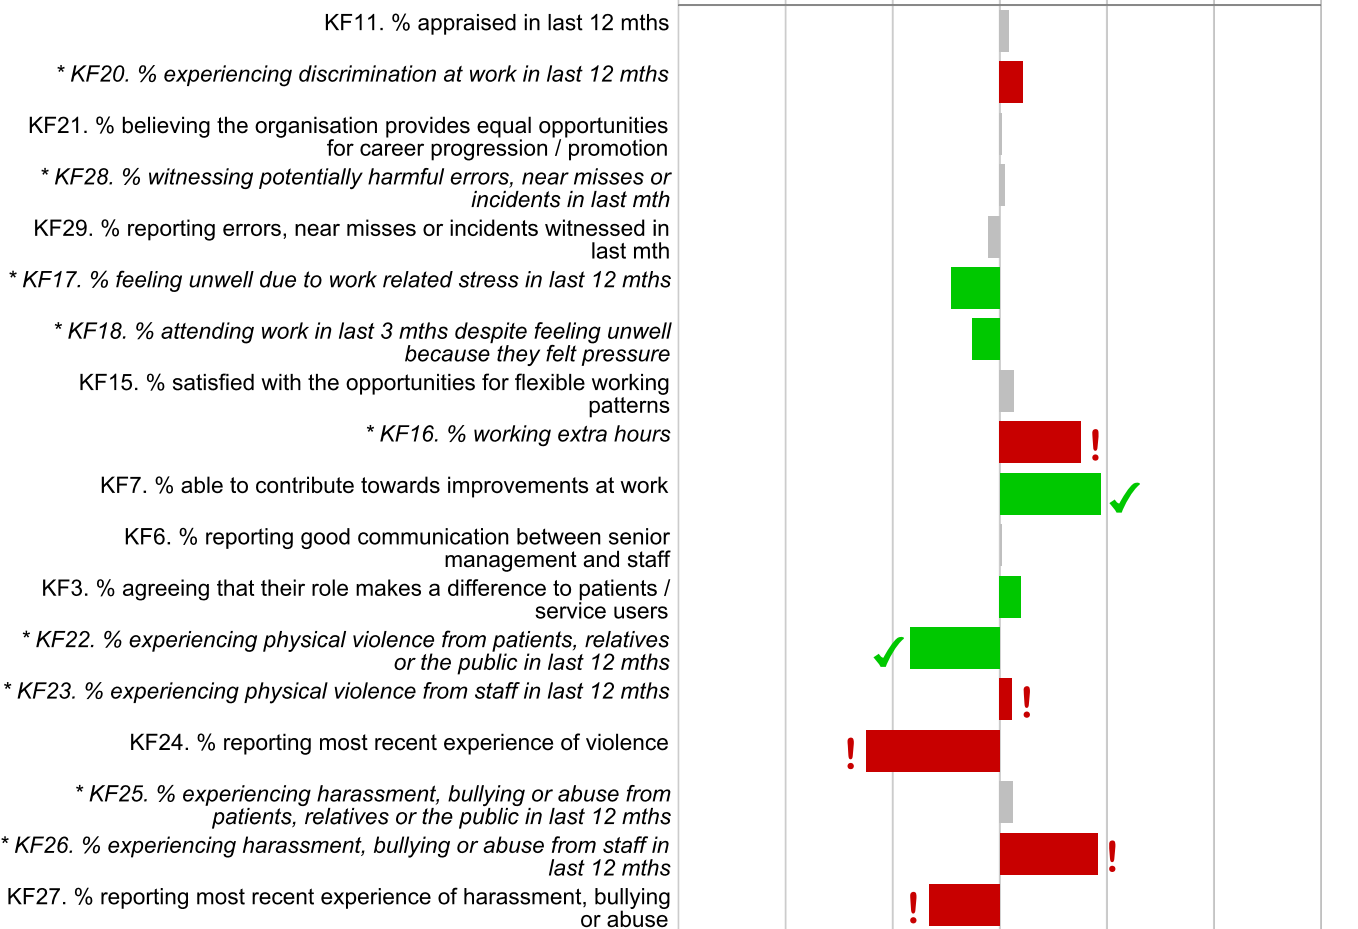 KF11. % appraised in last 12 mths
* KF20. % experiencing discrimination at work in last 12 mths
KF21. % believing the organisation provides equal opportunities
for career progression / promotion
* KF28. % witnessing potentially harmful errors, near misses or
incidents in last mth
KF29. % reporting errors, near misses or incidents witnessed in
last mth
* KF17. % feeling unwell due to work related stress in last 12 mths
* KF18. % attending work in last 3 mths despite feeling unwell
because they felt pressure
KF15. % satisfied with the opportunities for flexible working
patterns
* KF16. % working extra hours
!
KF7. % able to contribute towards improvements at work
✓
KF6. % reporting good communication between senior
management and staff
KF3. % agreeing that their role makes a difference to patients /
service users
* KF22. % experiencing physical violence from patients, relatives
or the public in last 12 mths
✓
* KF23. % experiencing physical violence from staff in last 12 mths
!
KF24. % reporting most recent experience of violence
!
* KF25. % experiencing harassment, bullying or abuse from
patients, relatives or the public in last 12 mths
* KF26. % experiencing harassment, bullying or abuse from staff in
last 12 mths
!
KF27. % reporting most recent experience of harassment, bullying
or abuse
!